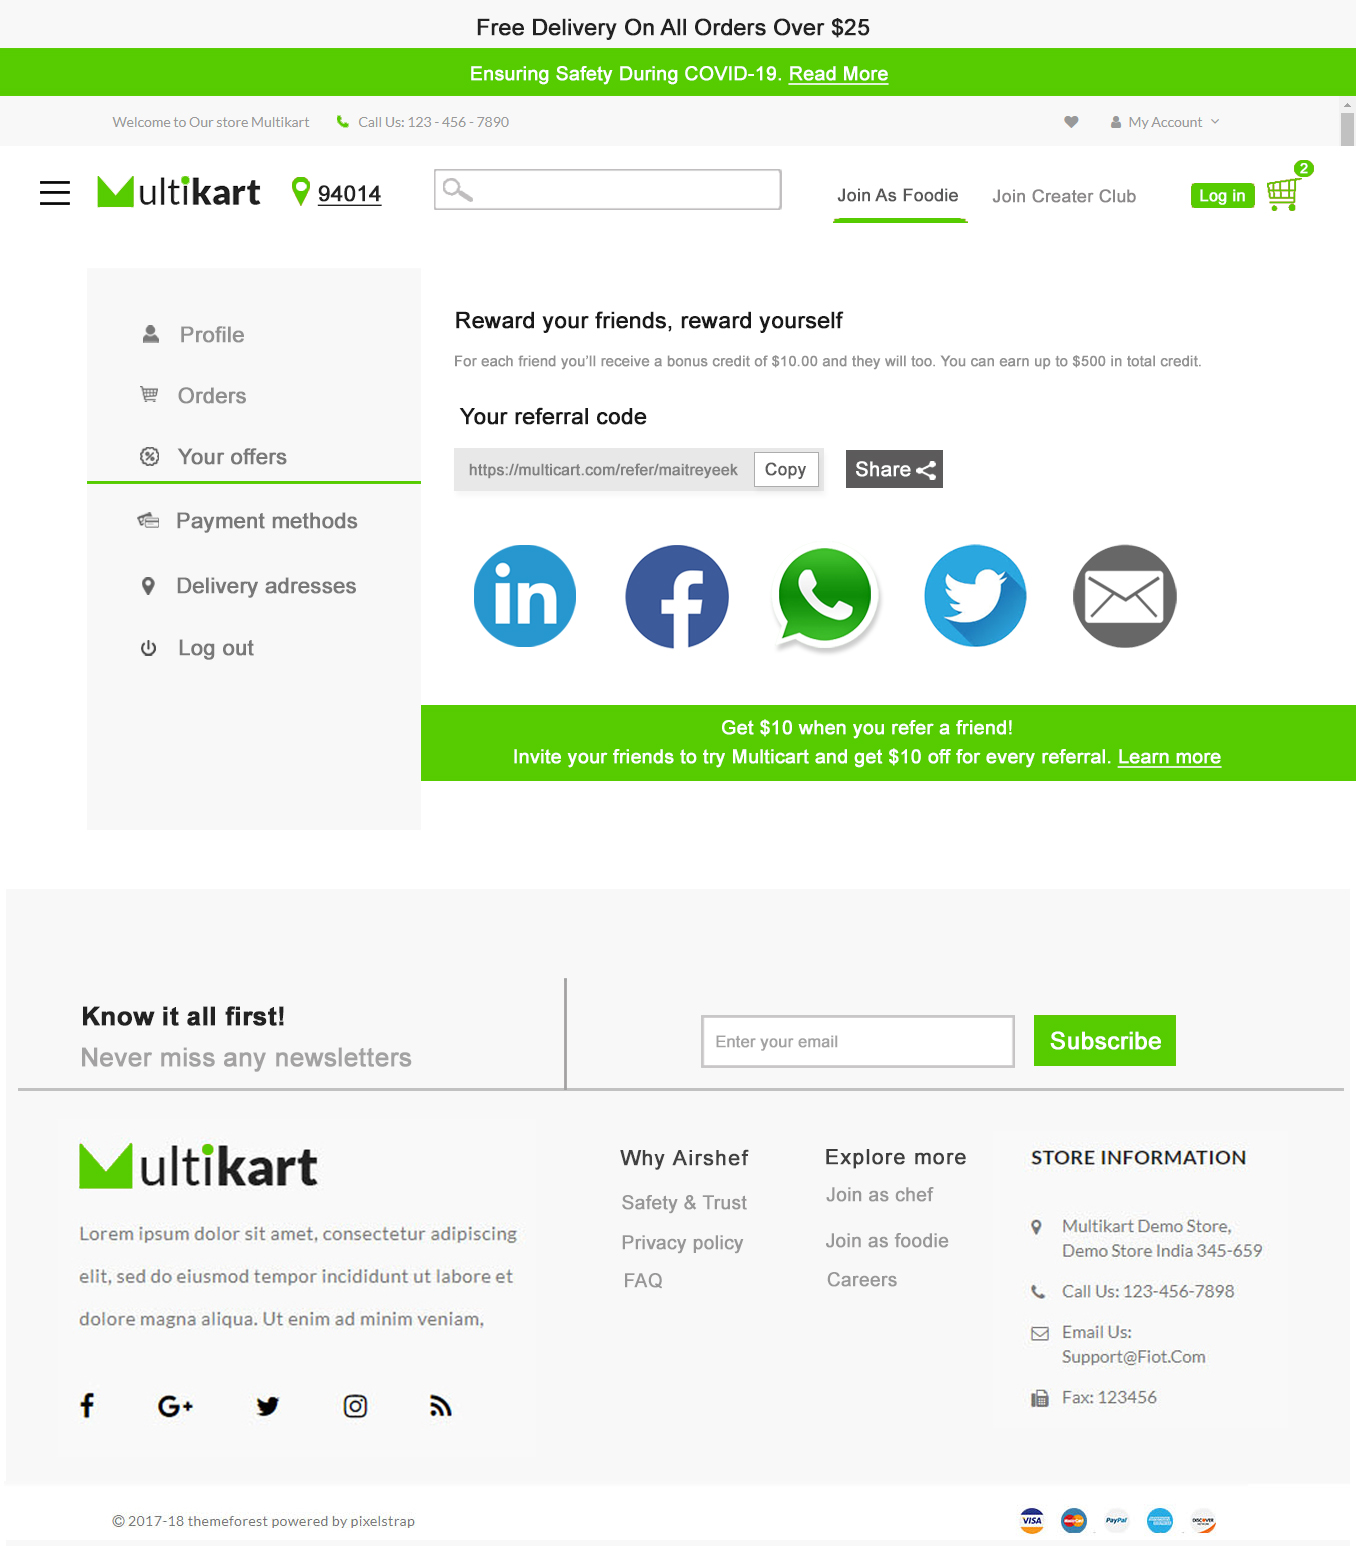 Free Delivery On All Orders Over $25
Ensuring Safety During COVID-19. Read More
Welcome to Our store Multikart
Call Us: 123 - 456 - 7890
My Account
ultikart
94014
Join As Foodie
Join Creater Club
Log in
2
Profile
Orders
Your offers
Payment methods
Delivery adresses
Log out
Reward your friends, reward yourself
For each friend you'll receive a bonus credit of $10.00 and they will too. You can earn up to $500 in total credit.
Your referral code
https://multicart.com/refer/maitreyeek
Copy
Share
in
f
Get $10 when you refer a friend!
Invite your friends to try Multicart and get $10 off for every referral. Learn more
Know it all first!
Never miss any newsletters
Enter your email
Subscribe
ultikart
Lorem ipsum dolor sit amet, consectetur adipiscing
elit, sed do eiusmod tempor incididunt ut labore et
dolore magna aliqua. Ut enim ad minim veniam,
f
G+
Why Airshef
Safety & Trust
Privacy policy
FAQ
Explore more
Join as chef
Join as foodie
Careers
STORE INFORMATION
Multikart Demo Store,
Demo Store India 345-659
Call Us: 123-456-7898
Email Us:
Support@Fiot.Com
Fax: 123456
© 2017-18 themeforest powered by pixelstrap
VISA
MasterCard
PayPal
DISCOVER